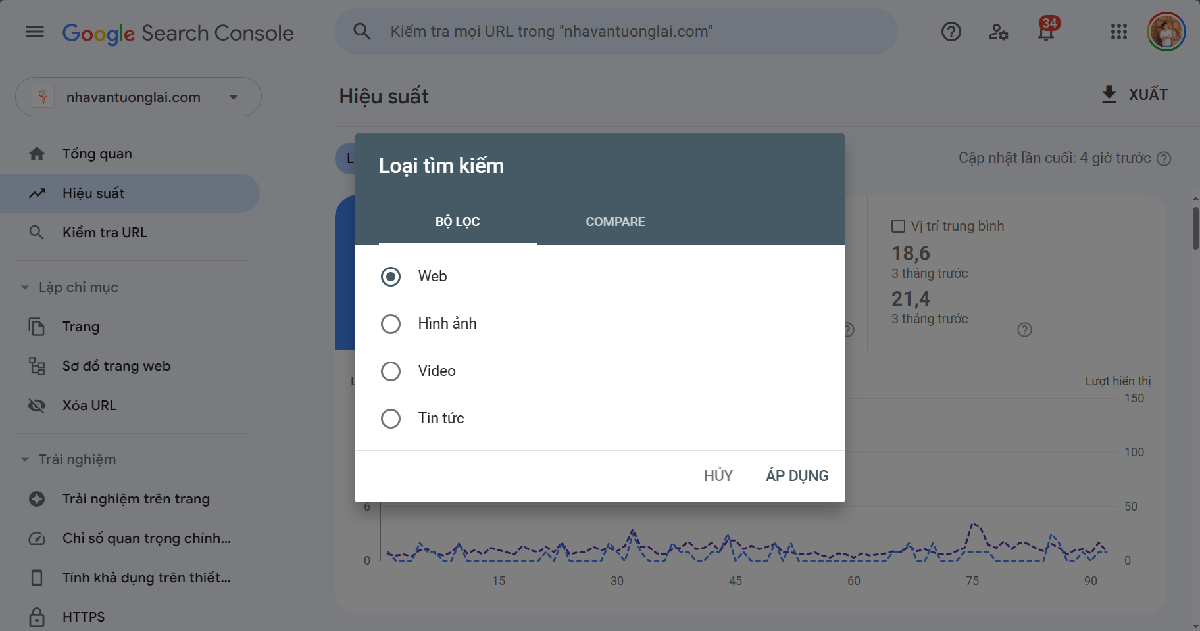 Google Search Console
Kiểm tra mọi URL trong "nhavantuonglai.com"
34
nhavantuonglai.com
Hiệu suất
XUẤT
Tổng quan
Hiệu suất
Kiểm tra URL
Lập chỉ mục
Trang
Sơ đồ trang web
Xóa URL
Trải nghiệm
Trải nghiệm trên trang
Chỉ số quan trọng chính...
Tính khả dụng trên thiết...
HTTPS
L
Cập nhật lần cuối: 4 giờ trước
Loại tìm kiếm
BỘ LỌC
COMPARE
Web
Hình ảnh
Video
Tin tức
HỦY
ÁP DỤNG
Vị trí trung bình
18,6
3 tháng trước
21,4
3 tháng trước
L
Lượt hiển thị
150
100
6
50
0
0
15
30
45
60
75
90